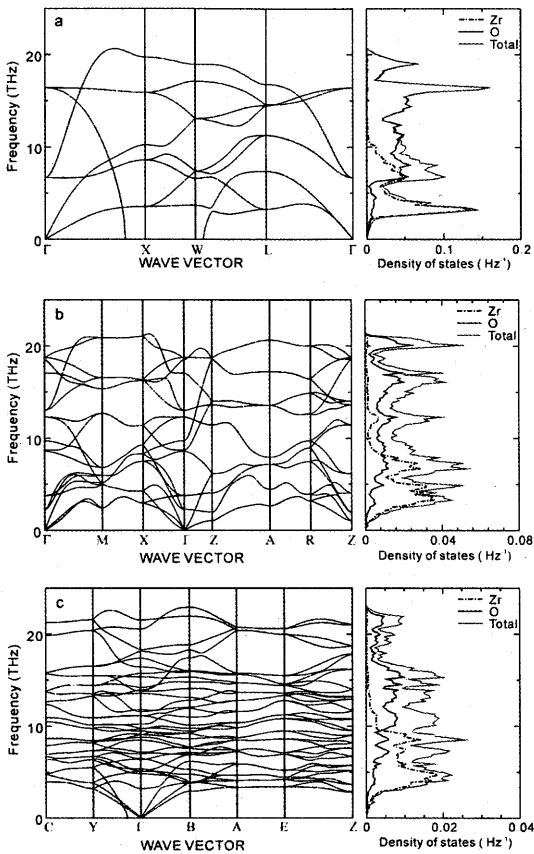 a
Zr
O
Total
20
10
0
Frequency (THz)
Γ X W L Γ
WAVE VECTOR
0 0.1 0.2
Density of states ( Hz⁻¹)
b
Zr
O
Total
20
10
0
Frequency (THz)
Γ M X Γ Z A R Z
WAVE VECTOR
0 0.04 0.08
Density of states ( Hz⁻¹)
c
Zr
O
Total
20
10
0
Frequency (THz)
C Y Γ B A E Z
WAVE VECTOR
0 0.02 0.04
Density of states ( Hz⁻¹)